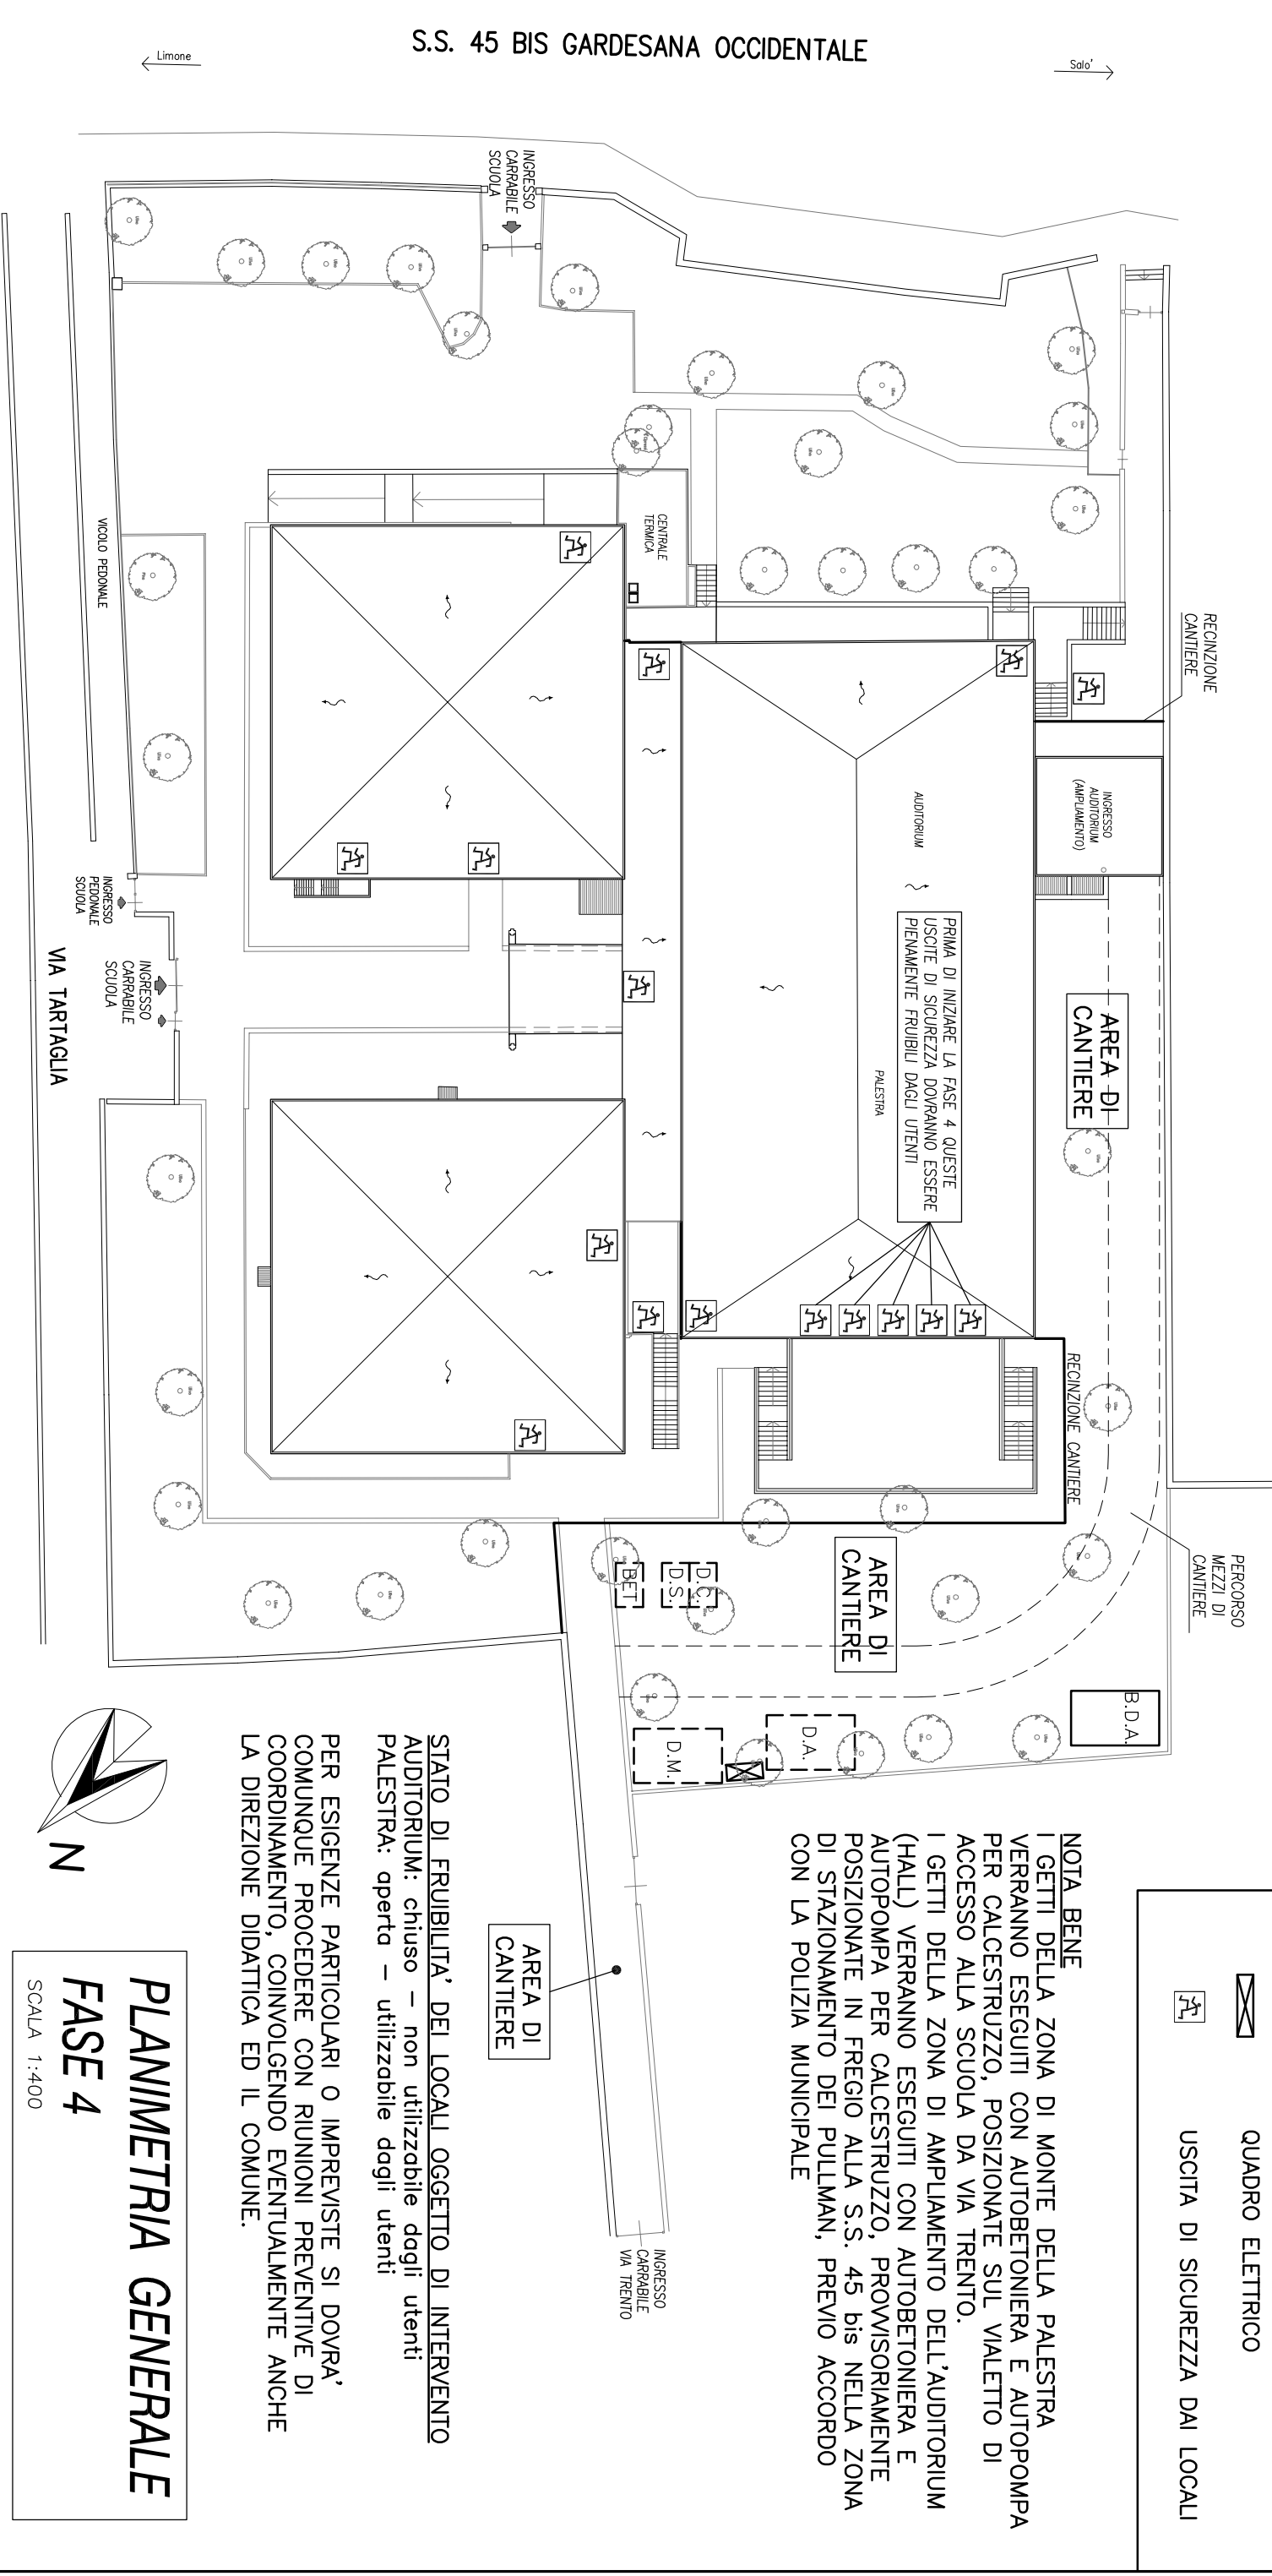 S.S. 45 BIS GARDESANA OCCIDENTALE
Limone
Salo'
INGRESSO
CARRABILE
SCUOLA
CENTRALE
TERMICA
VICOLO PEDONALE
RECINZIONE
CANTIERE
INGRESSO
AUDITORIUM
(AMPLIAMENTO)
AUDITORIUM
PRIMA DI INIZIARE LA FASE 4 QUESTE
USCITE DI SICUREZZA DOVRANNO ESSERE
PIENAMENTE FRUIBILI DAGLI UTENTI
PALESTRA
AREA DI
CANTIERE
INGRESSO
PEDONALE
SCUOLA
INGRESSO
CARRABILE
SCUOLA
VIA TARTAGLIA
RECINZIONE CANTIERE
PERCORSO
MEZZI DI
CANTIERE
AREA DI
CANTIERE
D.C.
D.S.
BET
B.D.A.
D.A.
D.M.
AREA DI
CANTIERE
INGRESSO
CARRABILE
VIA TRENTO
QUADRO ELETTRICO
USCITA DI SICUREZZA DAI LOCALI
NOTA BENE
I GETTI DELLA ZONA DI MONTE DELLA PALESTRA
VERRANNO ESEGUITI CON AUTOBETONIERA E AUTOPOMPA
PER CALCESTRUZZO, POSIZIONATE SUL VIALETTO DI
ACCESSO ALLA SCUOLA DA VIA TRENTO.
I GETTI DELLA ZONA DI AMPLIAMENTO DELL'AUDITORIUM
(HALL) VERRANNO ESEGUITI CON AUTOBETONIERA E
AUTOPOMPA PER CALCESTRUZZO, PROVVISORIAMENTE
POSIZIONATE IN FREGIO ALLA S.S. 45 bis NELLA ZONA
DI STAZIONAMENTO DEI PULLMAN, PREVIO ACCORDO
CON LA POLIZIA MUNICIPALE
STATO DI FRUIBILITA' DEI LOCALI OGGETTO DI INTERVENTO
AUDITORIUM: chiuso - non utilizzabile dagli utenti
PALESTRA: aperta - utilizzabile dagli utenti
PER ESIGENZE PARTICOLARI O IMPREVISTE SI DOVRA'
COMUNQUE PROCEDERE CON RIUNIONI PREVENTIVE DI
COORDINAMENTO, COINVOLGENDO EVENTUALMENTE ANCHE
LA DIREZIONE DIDATTICA ED IL COMUNE.
N
PLANIMETRIA GENERALE
FASE 4
SCALA 1:400